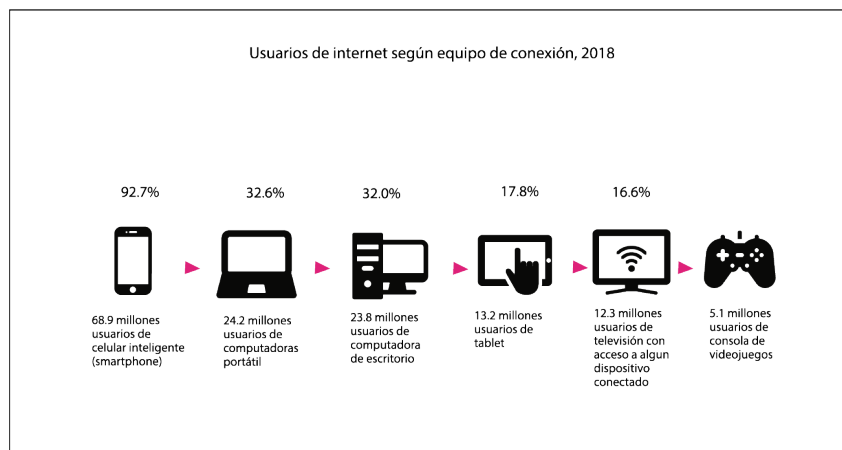 Usuarios de internet según equipo de conexión, 2018
92.7%
32.6%
32.0%
17.8%
16.6%
68.9 millones
usuarios de
celular inteligente
(smartphone)
24.2 millones
usuarios de
computadoras
portátil
23.8 millones
usuarios de
computadora
de escritorio
13.2 millones
usuarios de
tablet
12.3 millones
usuarios de
televisión con
acceso a algun
dispositivo
conectado
5.1 millones
usuarios de
consola de
videojuegos